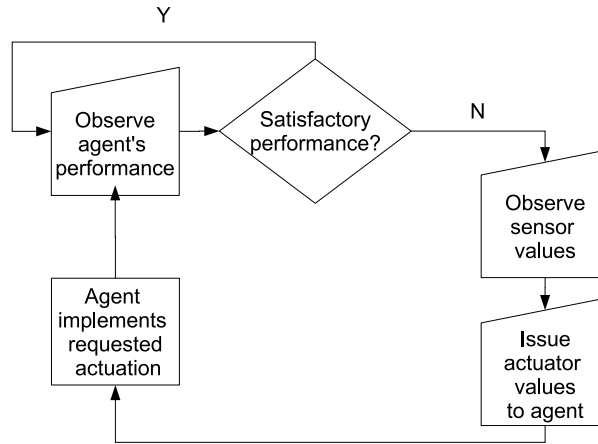 Y
Observe
agent's
performance
Satisfactory
performance?
N
Observe
sensor
values
Issue
actuator
values
to agent
Agent
implements
requested
actuation